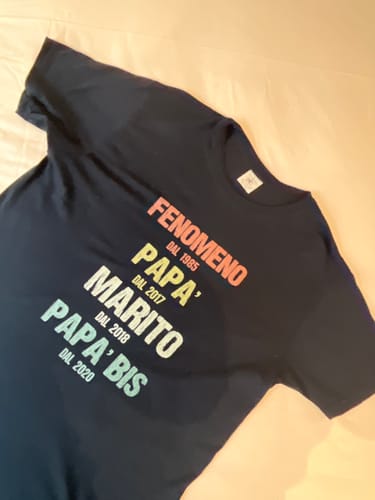 FENOMENO
DAL 1985
PAPA'
DAL 2017
MARITO
DAL 2018
PAPA' BIS
DAL 2020